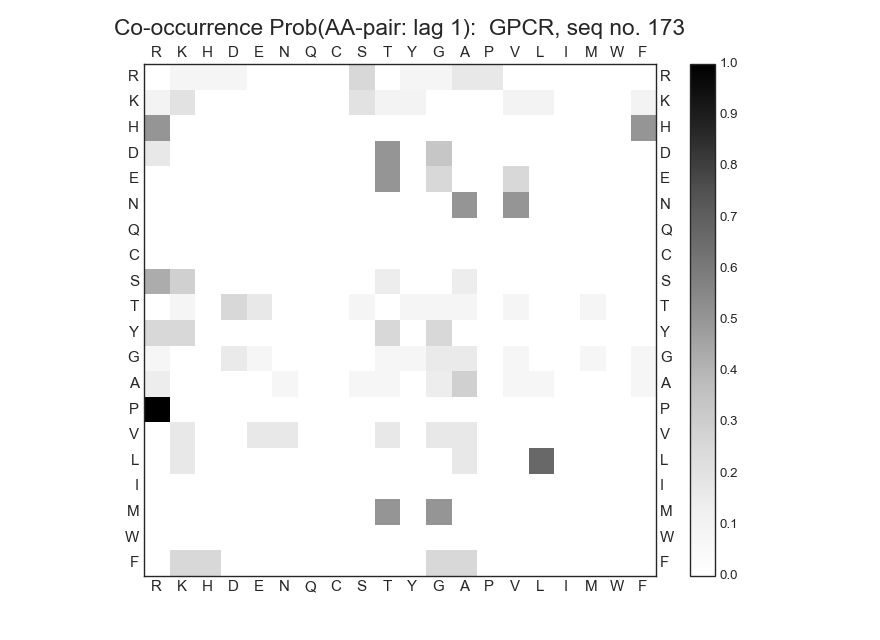 Co-occurrence Prob(AA-pair: lag 1):  GPCR, seq no. 173
R K H D E N Q C S T Y G A P V L I M W F
1.0
R R
K K
0.9
H H
0.8
D D
E E
0.7
N N
Q Q
0.6
C C
S S
0.5
T T
Y Y
0.4
G G
A A
0.3
P P
V V
0.2
L L
I I
0.1
M M
W W
F F
0.0
R K H D E N Q C S T Y G A P V L I M W F